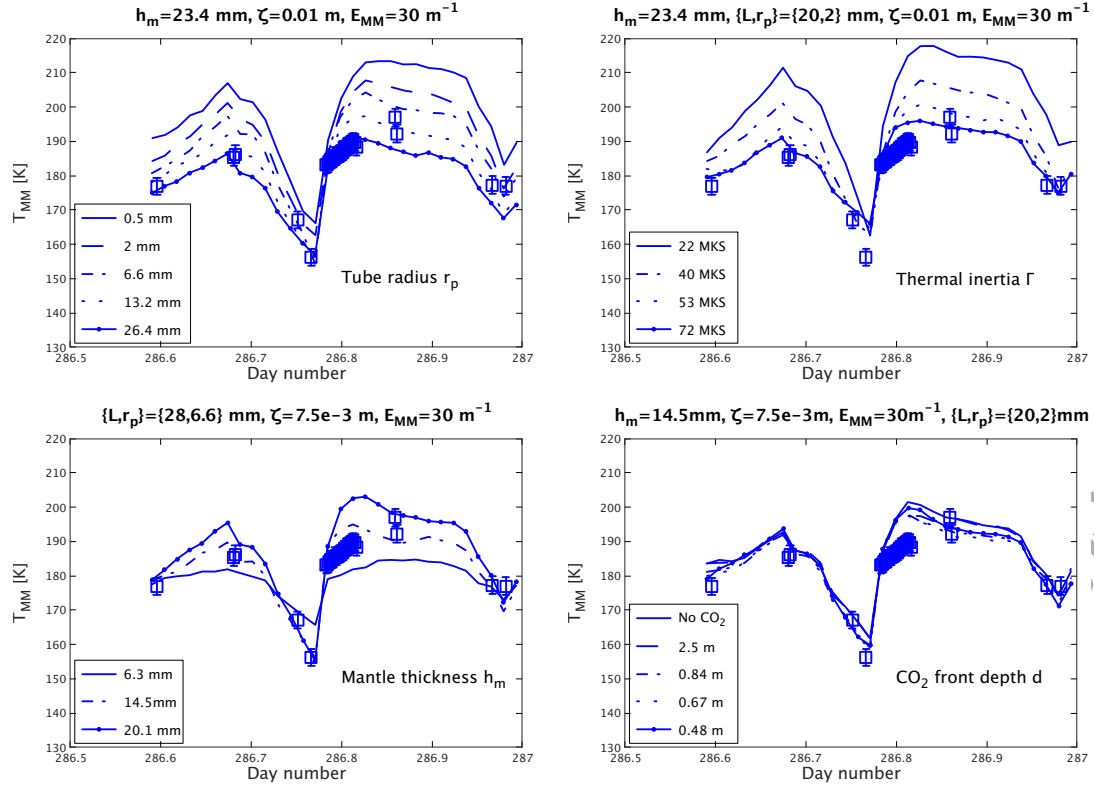 h_m=23.4 mm, ζ=0.01 m, E_MM=30 m⁻¹
220
210
200
190
180
170
160
150
140
130
T_MM [K]
0.5 mm
2 mm
6.6 mm
13.2 mm
26.4 mm
Tube radius r_p
286.5 286.6 286.7 286.8 286.9 287
Day number
h_m=23.4 mm, {L,r_p}={20,2} mm, ζ=0.01 m, E_MM=30 m⁻¹
220
210
200
190
180
170
160
150
140
130
T_MM [K]
22 MKS
40 MKS
53 MKS
72 MKS
Thermal inertia Γ
286.5 286.6 286.7 286.8 286.9 287
Day number
{L,r_p}={28,6.6} mm, ζ=7.5e-3 m, E_MM=30 m⁻¹
220
210
200
190
180
170
160
150
140
130
T_MM [K]
6.3 mm
14.5mm
20.1 mm
Mantle thickness h_m
286.5 286.6 286.7 286.8 286.9 287
Day number
h_m=14.5mm, ζ=7.5e-3m, E_MM=30m⁻¹, {L,r_p}={20,2}mm
220
210
200
190
180
170
160
150
140
130
T_MM [K]
No CO₂
2.5 m
0.84 m
0.67 m
0.48 m
CO₂ front depth d
286.5 286.6 286.7 286.8 286.9 287
Day number